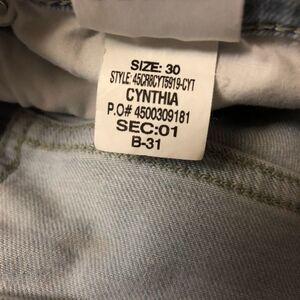 SIZE: 30
STYLE: 45CR8CYT5919-CYT
CYNTHIA
P.O# 4500309181
SEC:01
B-31